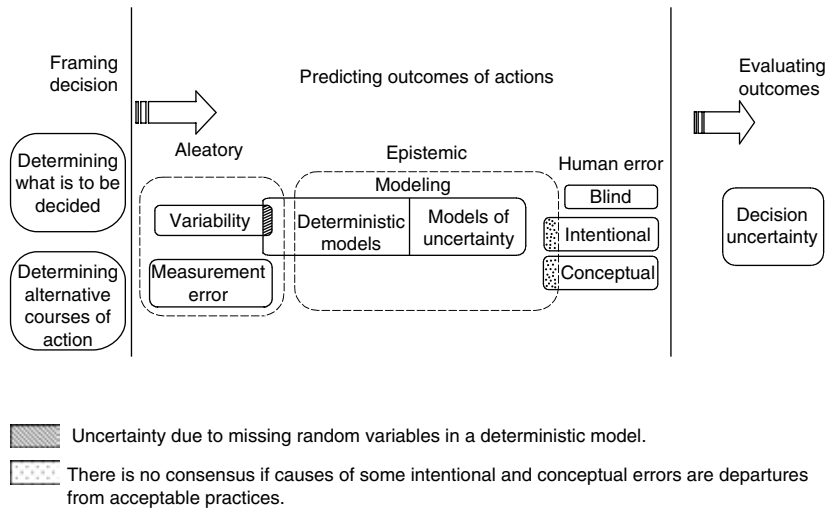 Framing
decision
Predicting outcomes of actions
Evaluating
outcomes
Determining
what is to be
decided
Determining
alternative
courses of
action
Aleatory
Variability
Measurement
error
Epistemic
Modeling
Deterministic
models
Models of
uncertainty
Human error
Blind
Intentional
Conceptual
Decision
uncertainty
Uncertainty due to missing random variables in a deterministic model.
There is no consensus if causes of some intentional and conceptual errors are departures
from acceptable practices.